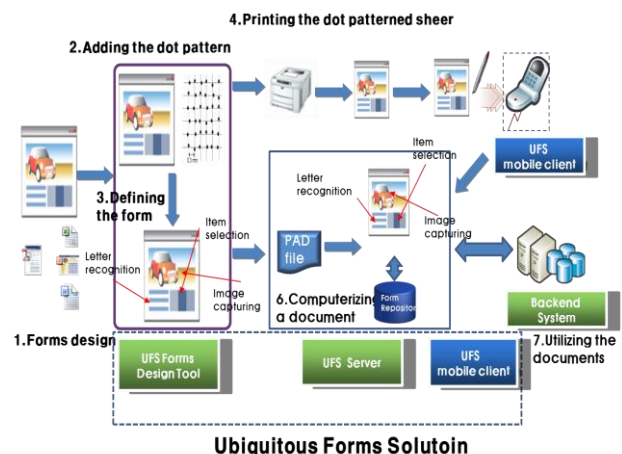 4.Printing the dot patterned sheer
2.Adding the dot pattern
3.Defining
the form
Item
selection
Letter
recognition
Image
capturing
1.Forms design
UFS
mobile client
Item
selection
Letter
recognition
Image
capturing
PAD
file
6.Computerizing
a document
Form
Repositor
Backend
System
7.Utilizing the
documents
UFS Forms
Design Tool
UFS Server
UFS
mobile client
Ubiquitous Forms Solutoin